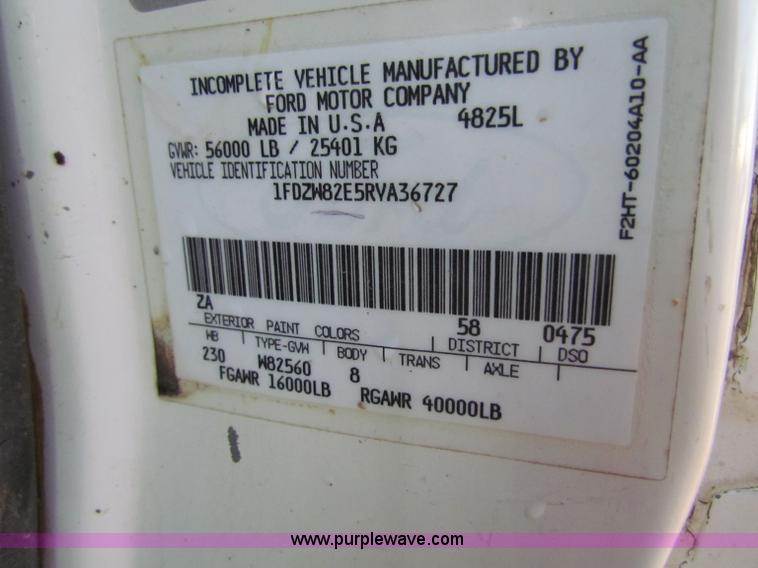 INCOMPLETE VEHICLE MANUFACTURED BY
FORD MOTOR COMPANY
MADE IN U.S.A 4825L
GVWR: 56000 LB / 25401 KG
VEHICLE IDENTIFICATION NUMBER
1FDZW82E5RVA36727
F2HT-60204A10-AA
ZA 58 0475
EXTERIOR PAINT COLORS DISTRICT DSO
WB TYPE-GVW BODY TRANS AXLE
230 W82560 8
FGAWR 16000LB RGAWR 40000LB
www.purplewave.com